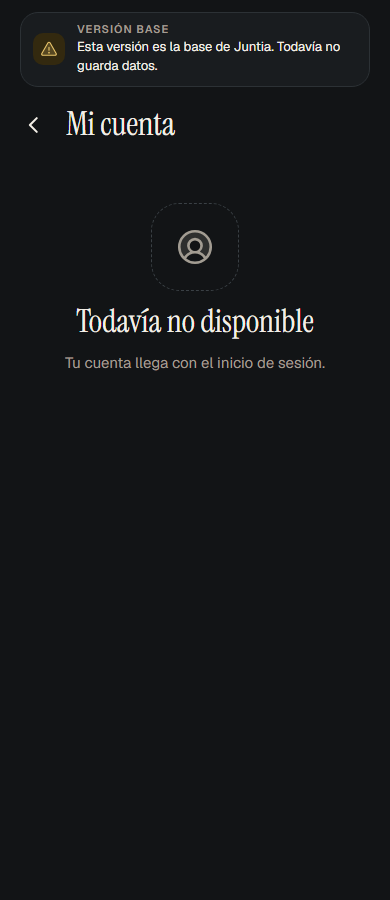 VERSIÓN BASE
Esta versión es la base de Juntia. Todavía no
guarda datos.
Mi cuenta
Todavía no disponible
Tu cuenta llega con el inicio de sesión.